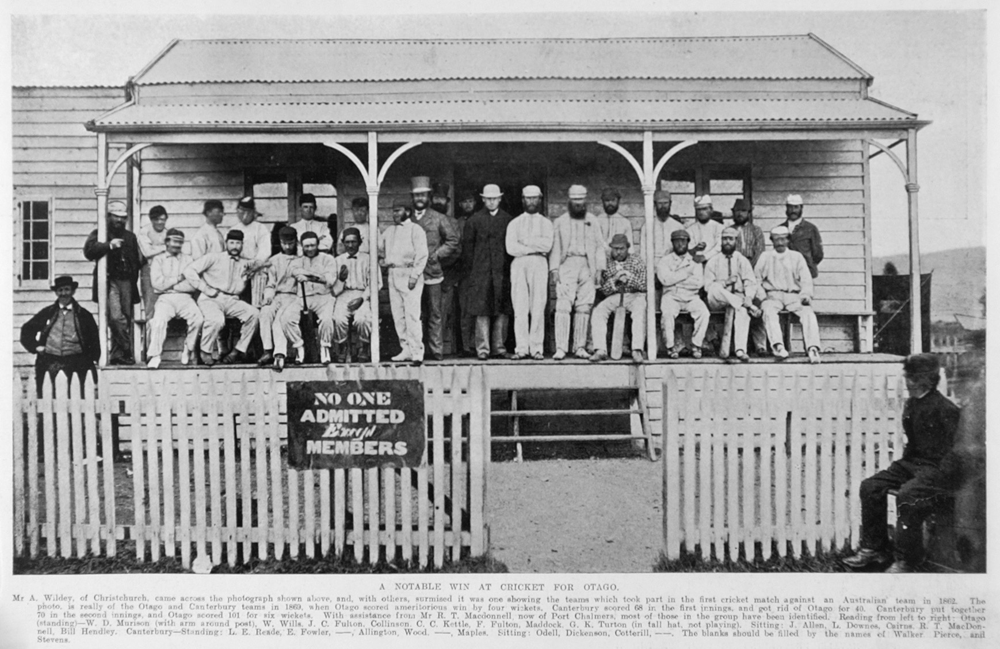 NO ONE
ADMITTED
Except
MEMBERS
A NOTABLE WIN AT CRICKET FOR OTAGO.
Mr A. Wildey, of Christchurch, came across the photograph shown above, and, with others, surmised it was one showing the teams which took part in the first cricket match against an Australian team in 1862. The
photo. is really of the Otago and Canterbury teams in 1869, when Otago scored ameritorious win by four wickets. Canterbury scored 68 in the first innings, and got rid of Otago for 40. Canterbury put together
70 in the second innings, and Otago scored 101 for six wickets. With assistance from Mr R. T. Macdonnell, now of Port Chalmers, most of those in the group have been identified. Reading from left to right: Otago
(standing)—W. D. Murison (with arm around post), W. Wills, J. C. Fulton, Collinson, C. C. Kettle, F. Fulton, Maddock, G. K. Turton (in tall hat, not playing). Sitting: J. Allen, L. Downes, Cairns, R. T. MacDon-
nell, Bill Hendley. Canterbury—Standing: L. E. Reade, E. Fowler, ——, Allington, Wood, ——, Maples. Sitting: Odell, Dickenson, Cotterill, ——. The blanks should be filled by the names of Walker Pierce, and
Stevens.